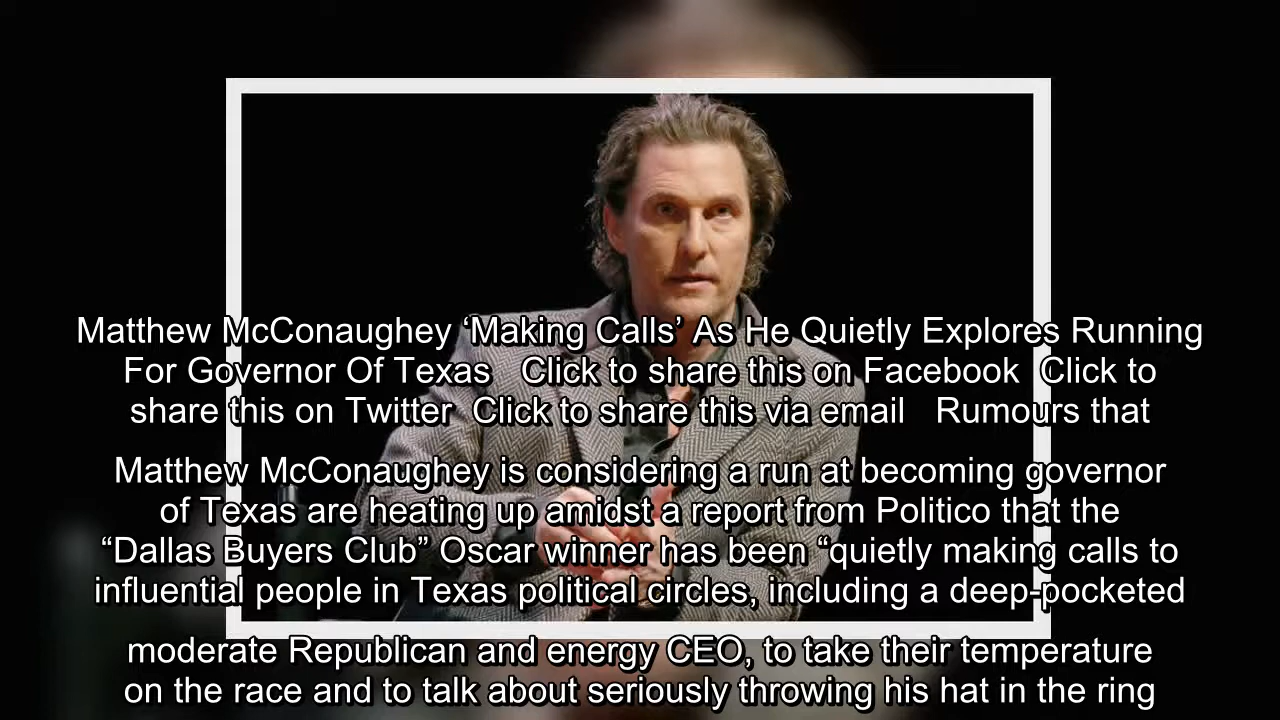 Matthew McConaughey ‘Making Calls’ As He Quietly Explores Running
For Governor Of Texas Click to share this on Facebook Click to
share this on Twitter Click to share this via email Rumours that
Matthew McConaughey is considering a run at becoming governor
of Texas are heating up amidst a report from Politico that the
“Dallas Buyers Club” Oscar winner has been “quietly making calls to
influential people in Texas political circles, including a deep-pocketed
moderate Republican and energy CEO, to take their temperature
on the race and to talk about seriously throwing his hat in the ring